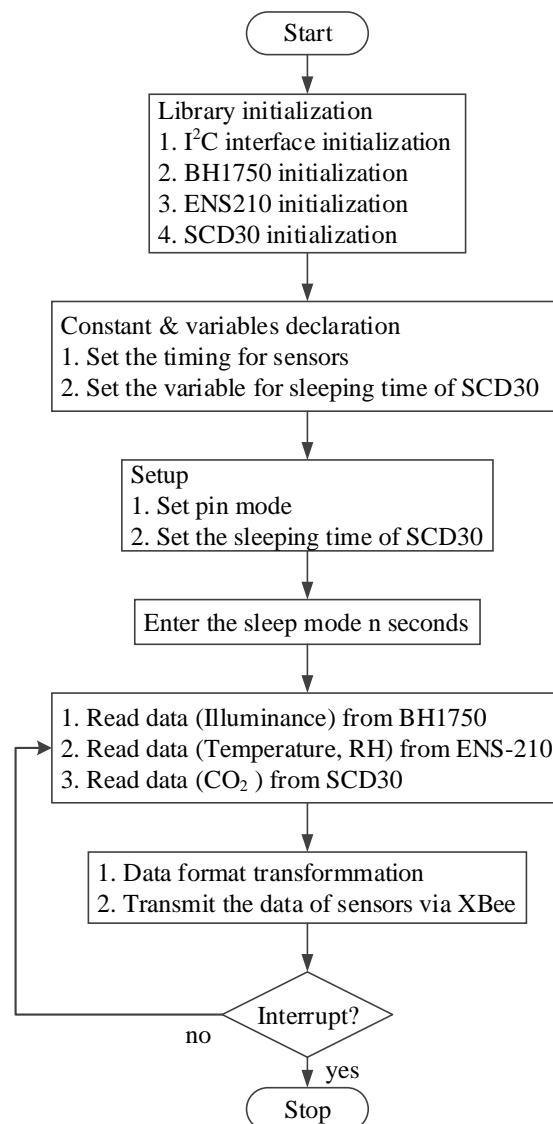 Start
Library initialization
1. I²C interface initialization
2. BH1750 initialization
3. ENS210 initialization
4. SCD30 initialization
Constant & variables declaration
1. Set the timing for sensors
2. Set the variable for sleeping time of SCD30
Setup
1. Set pin mode
2. Set the sleeping time of SCD30
Enter the sleep mode n seconds
1. Read data (Illuminance) from BH1750
2. Read data (Temperature, RH) from ENS-210
3. Read data (CO₂ ) from SCD30
1. Data format transformmation
2. Transmit the data of sensors via XBee
Interrupt?
no
yes
Stop